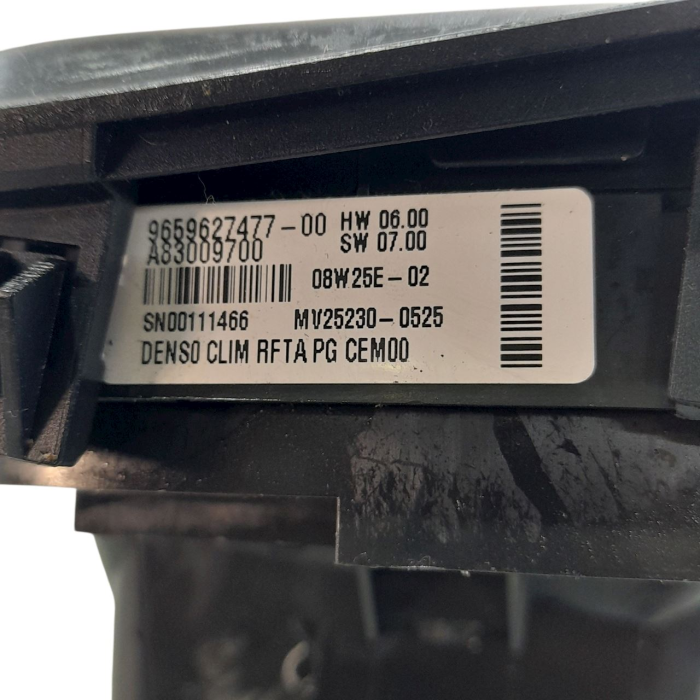 9659627477-00 HW 06.00
A83009700 SW 07.00
08W25E-02
SN00111466 MV25230-0525
DENSO CLIM RFTA PG CEM00